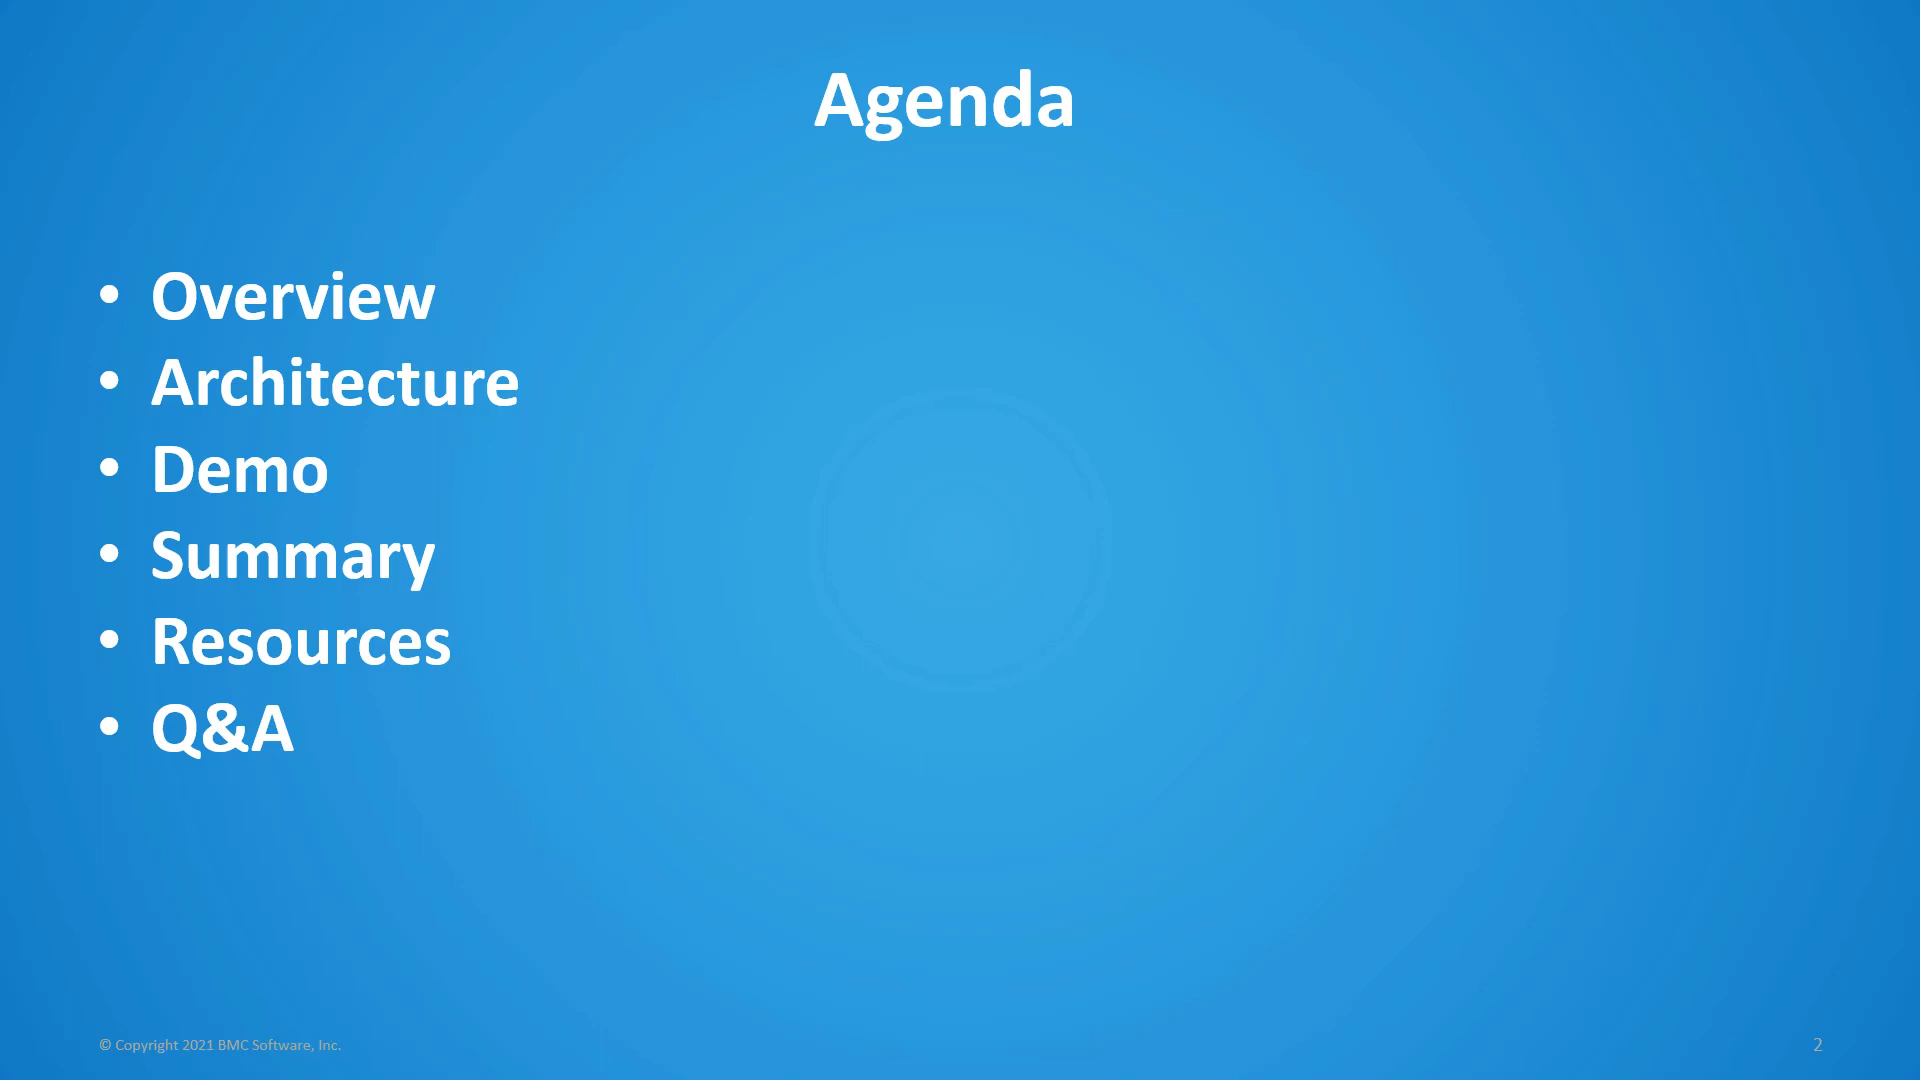 Agenda
• Overview
• Architecture
• Demo
• Summary
• Resources
• Q&A
© Copyright 2021 BMC Software, Inc.
2